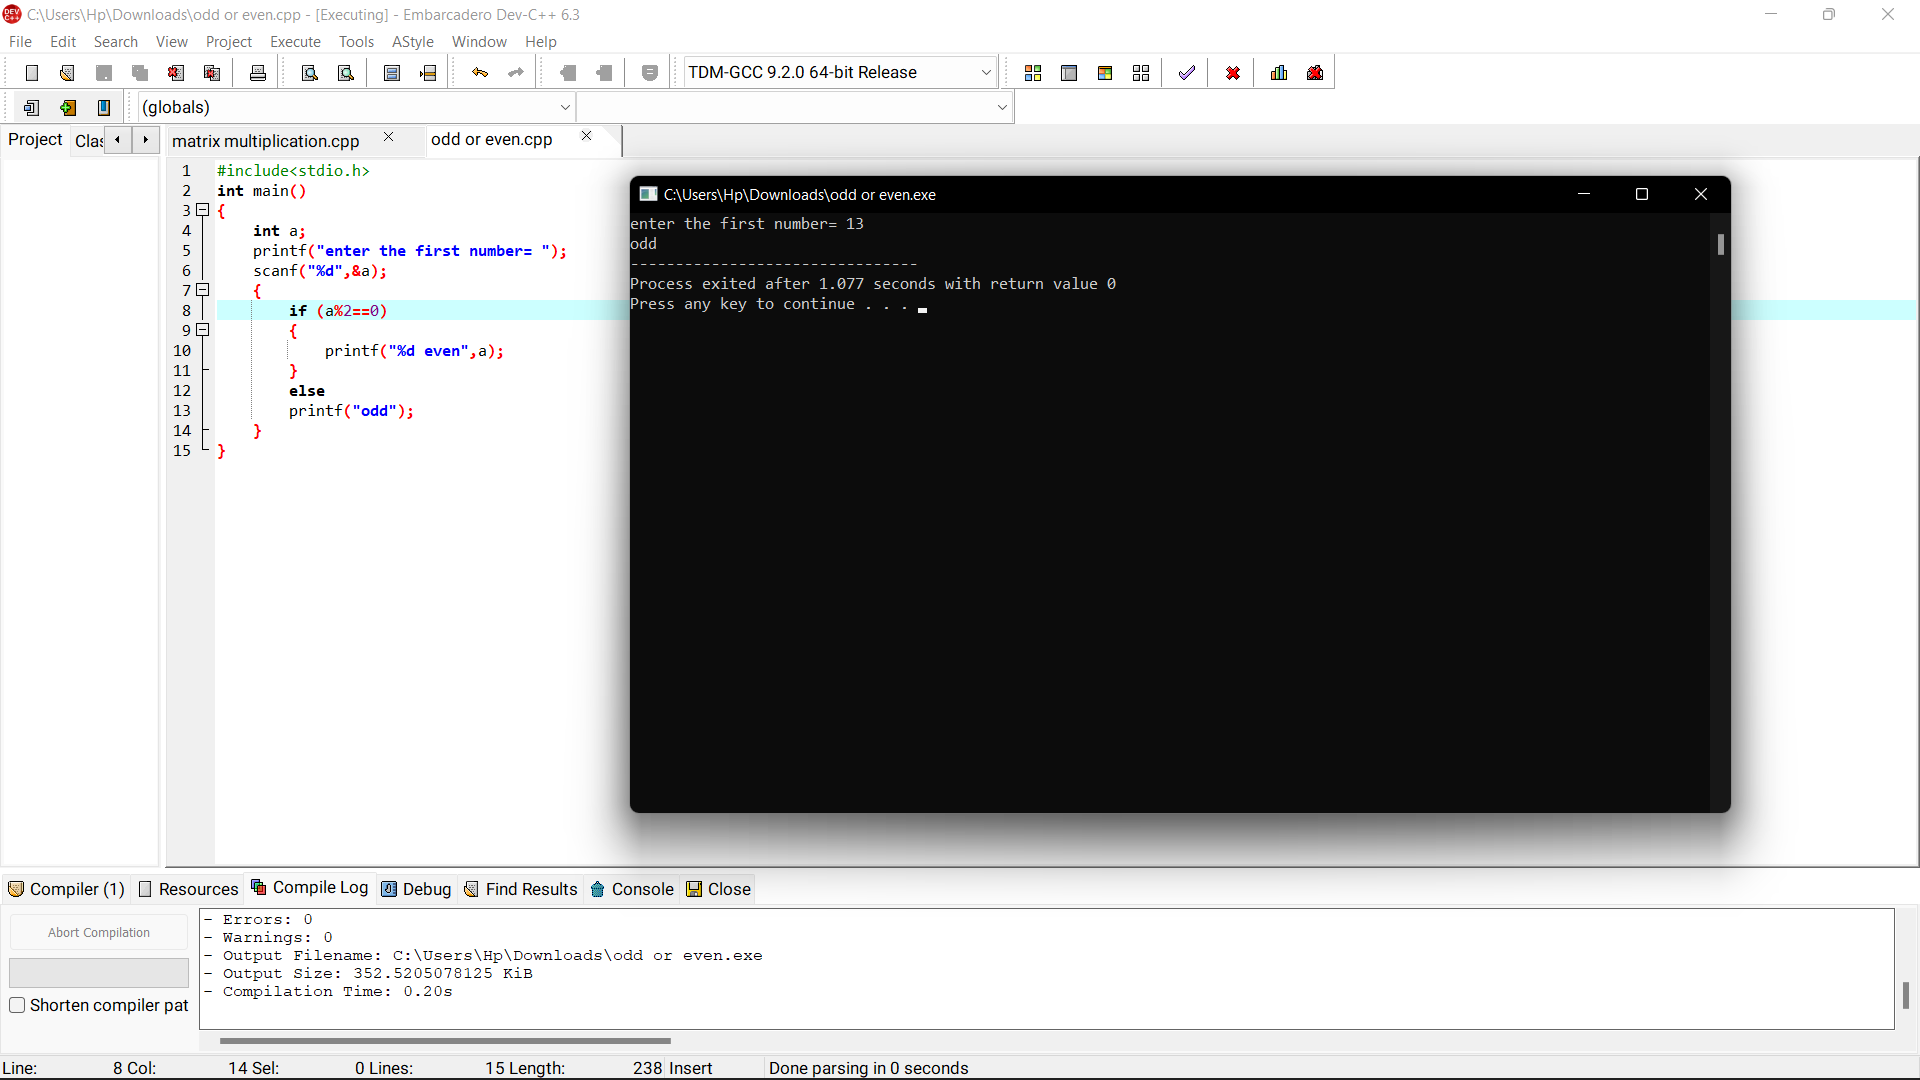 C:\Users\Hp\Downloads\odd or even.cpp - [Executing] - Embarcadero Dev-C++ 6.3
File Edit Search View Project Execute Tools AStyle Window Help
TDM-GCC 9.2.0 64-bit Release
(globals)
Project Clas matrix multiplication.cpp odd or even.cpp
1 #include<stdio.h>
2 int main()
3 {
4 int a;
5 printf("enter the first number= ");
6 scanf("%d",&a);
7 {
8 if (a%2==0)
9 {
10 printf("%d even",a);
11 }
12 else
13 printf("odd");
14 }
15 }
C:\Users\Hp\Downloads\odd or even.exe
enter the first number= 13
odd
--------------------------------
Process exited after 1.077 seconds with return value 0
Press any key to continue . . .
Compiler (1) Resources Compile Log Debug Find Results Console Close
Abort Compilation
Shorten compiler pat
- Errors: 0
- Warnings: 0
- Output Filename: C:\Users\Hp\Downloads\odd or even.exe
- Output Size: 352.5205078125 KiB
- Compilation Time: 0.20s
Line: 8 Col: 14 Sel: 0 Lines: 15 Length: 238 Insert Done parsing in 0 seconds